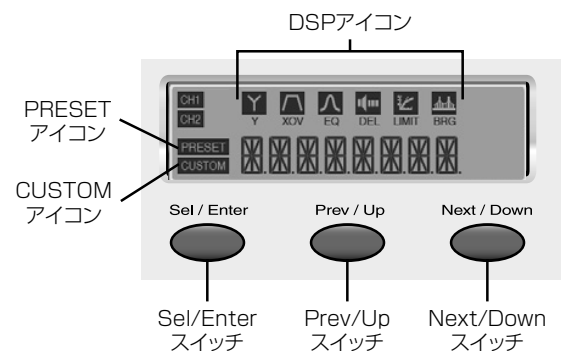 DSPアイコン
PRESET
アイコン
CUSTOM
アイコン
CH1
CH2
Y XOV EQ DEL LIMIT BRG
PRESET
CUSTOM
Sel / Enter Prev / Up Next / Down
Sel/Enter
スイッチ
Prev/Up
スイッチ
Next/Down
スイッチ